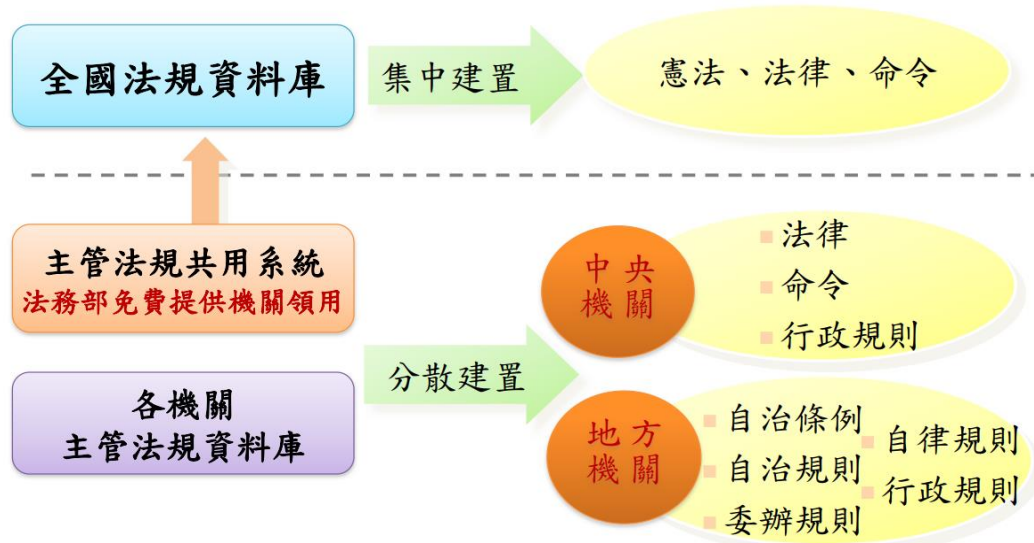 全國法規資料庫
集中建置
憲法、法律、命令
主管法規共用系統
法務部免費提供機關領用
各機關
主管法規資料庫
分散建置
中央
機關
法律
命令
行政規則
地方
機關
自治條例
自治規則
委辦規則
自律規則
行政規則